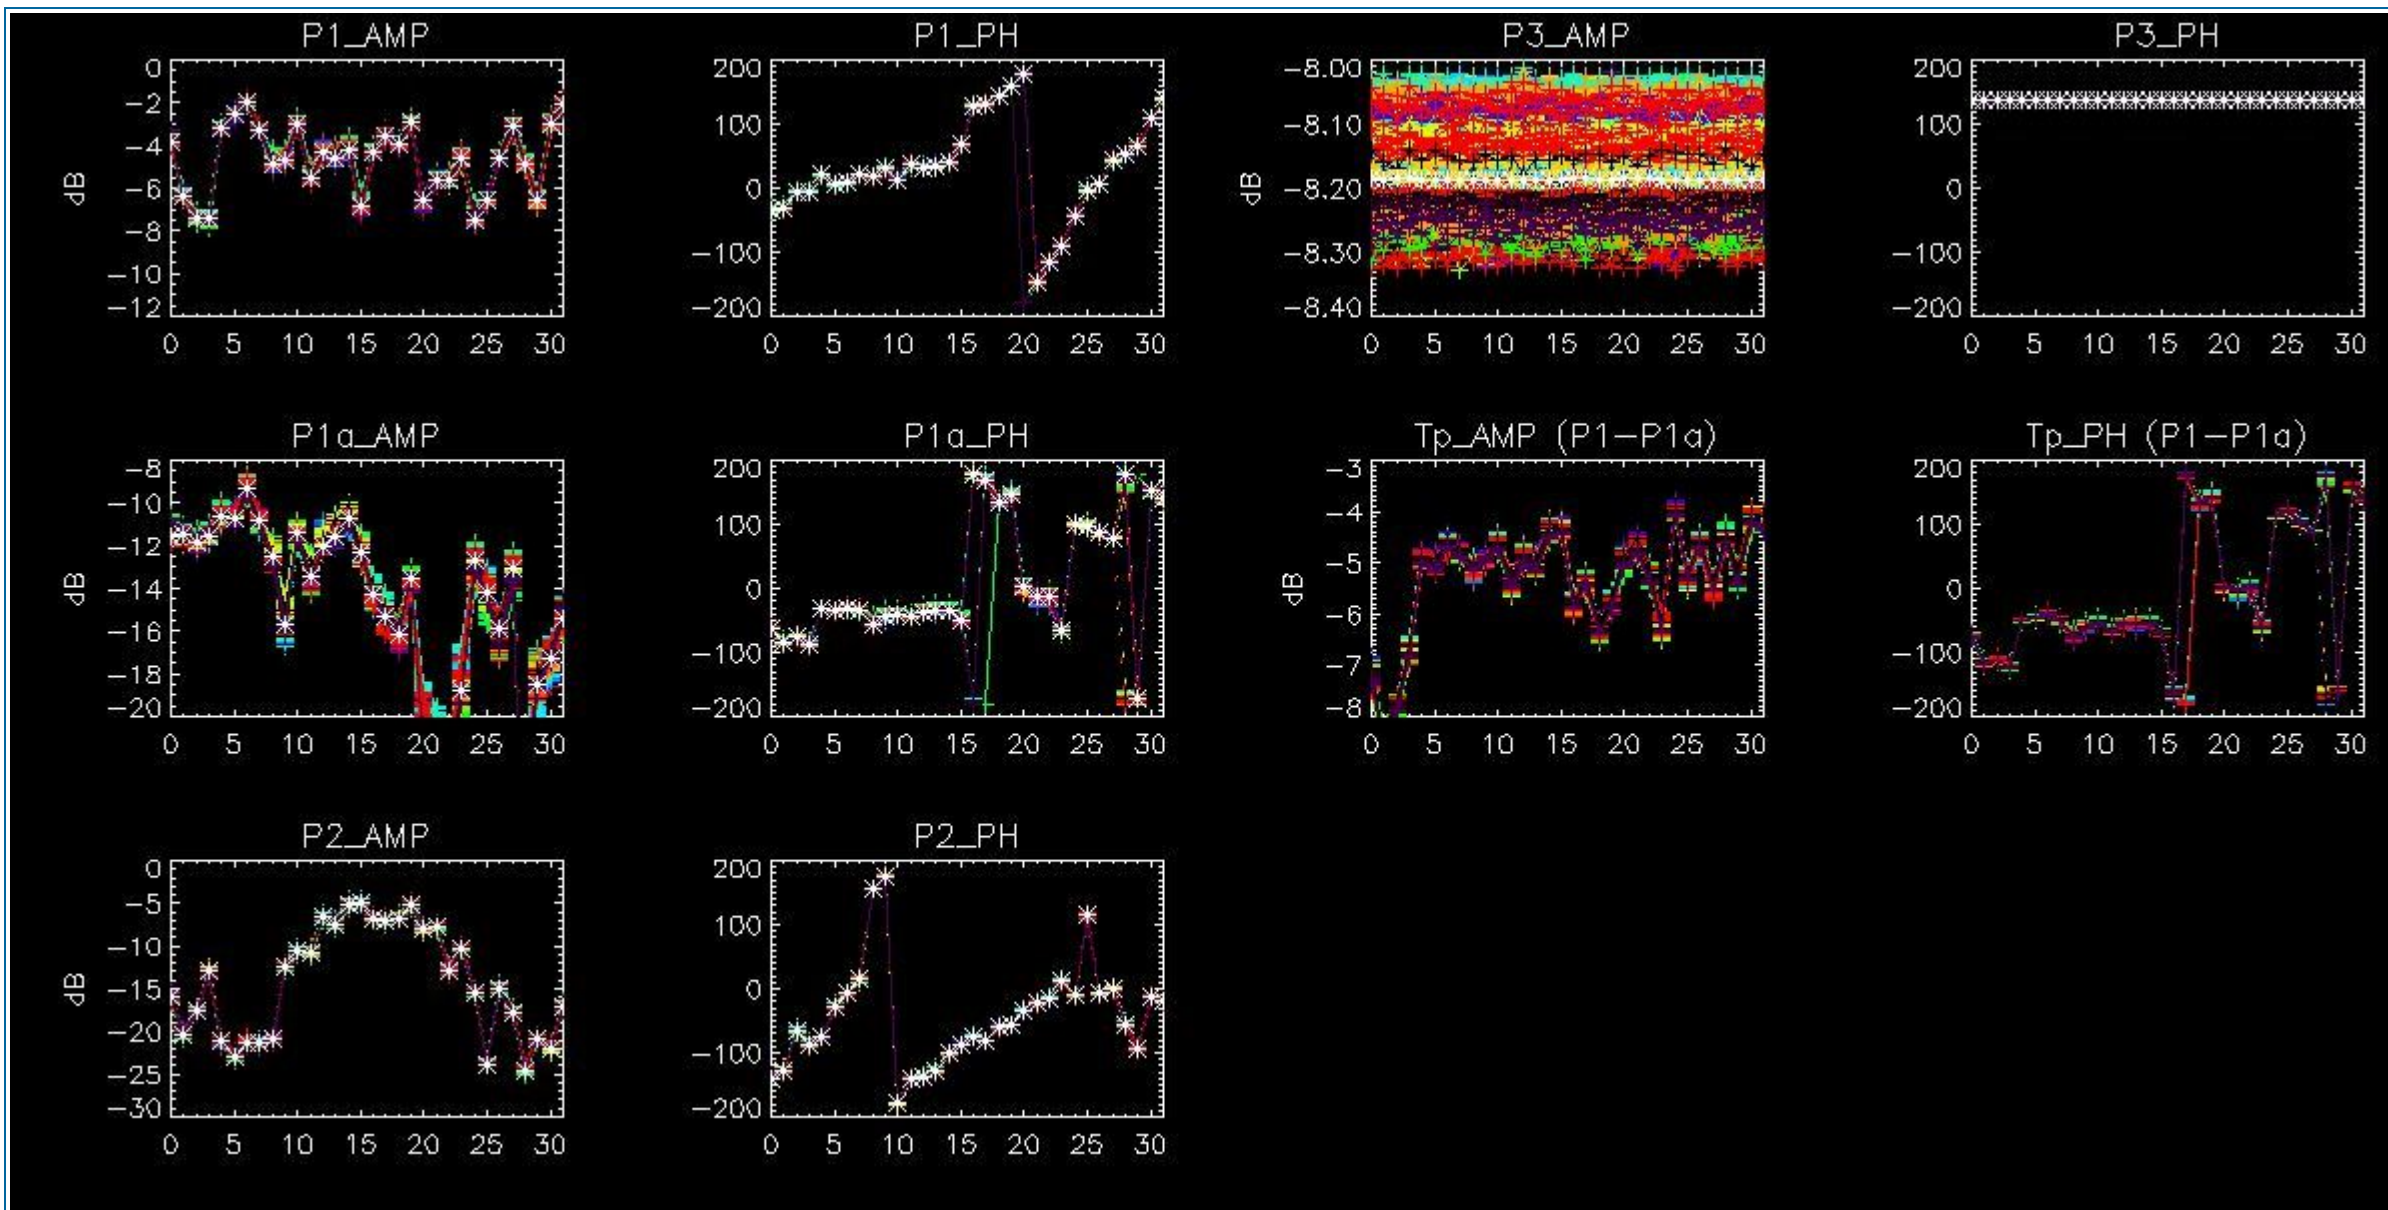 P1_AMP
0
−2
−4
−6
−8
−10
−12
dB
0 5 10 15 20 25 30
P1_PH
200
100
0
−100
−200
0 5 10 15 20 25 30
P3_AMP
−8.00
−8.10
−8.20
−8.30
−8.40
dB
0 5 10 15 20 25 30
P3_PH
200
100
0
−100
−200
0 5 10 15 20 25 30
P1a_AMP
−8
−10
−12
−14
−16
−18
−20
dB
0 5 10 15 20 25 30
P1a_PH
200
100
0
−100
−200
0 5 10 15 20 25 30
Tp_AMP (P1−P1a)
−3
−4
−5
−6
−7
−8
dB
0 5 10 15 20 25 30
Tp_PH (P1−P1a)
200
100
0
−100
−200
0 5 10 15 20 25 30
P2_AMP
0
−5
−10
−15
−20
−25
−30
dB
0 5 10 15 20 25 30
P2_PH
200
100
0
−100
−200
0 5 10 15 20 25 30